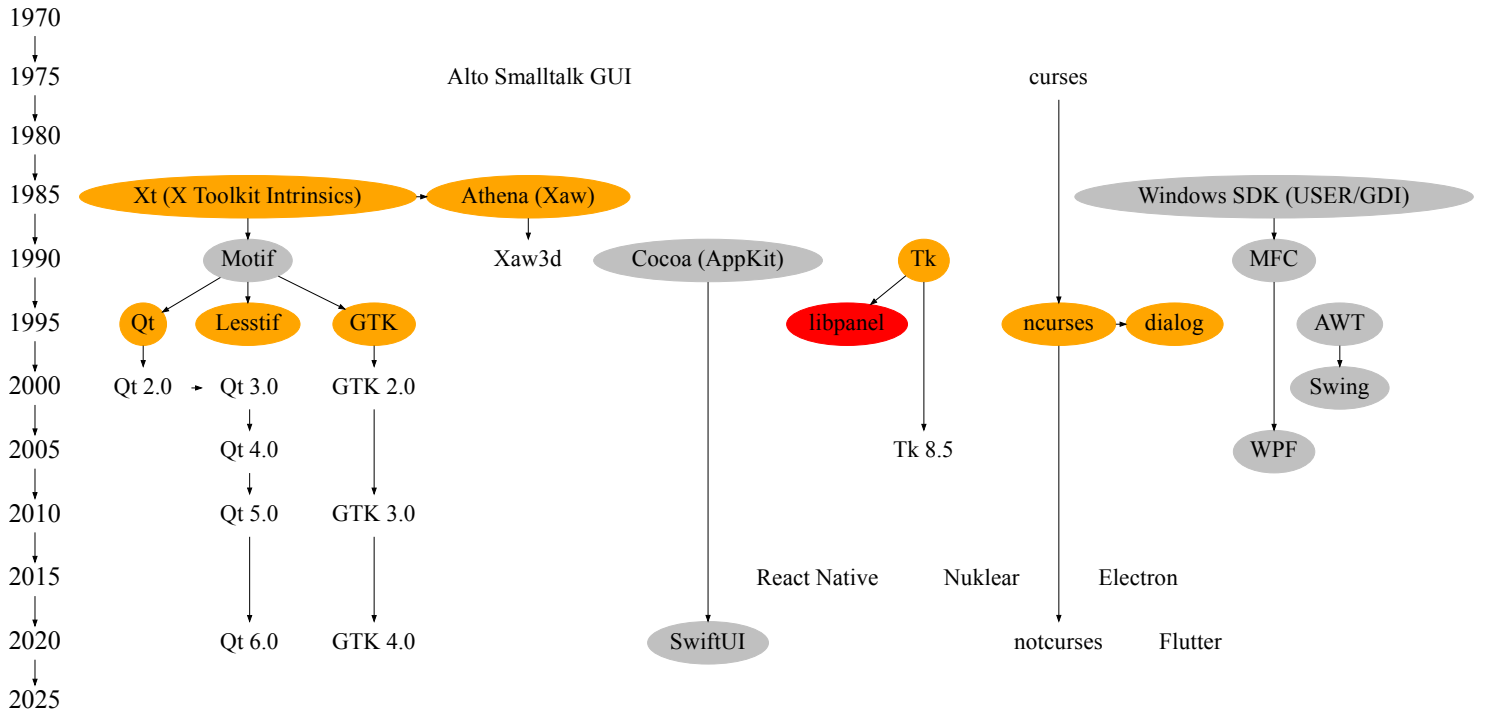 1970
1975 Alto Smalltalk GUI curses
1980
1985 Xt (X Toolkit Intrinsics) Athena (Xaw) Windows SDK (USER/GDI)
1990 Motif Xaw3d Cocoa (AppKit) Tk MFC
1995 Qt Lesstif GTK libpanel ncurses dialog AWT
2000 Qt 2.0 Qt 3.0 GTK 2.0 Swing
2005 Qt 4.0 Tk 8.5 WPF
2010 Qt 5.0 GTK 3.0
2015 React Native Nuklear Electron
2020 Qt 6.0 GTK 4.0 SwiftUI notcurses Flutter
2025